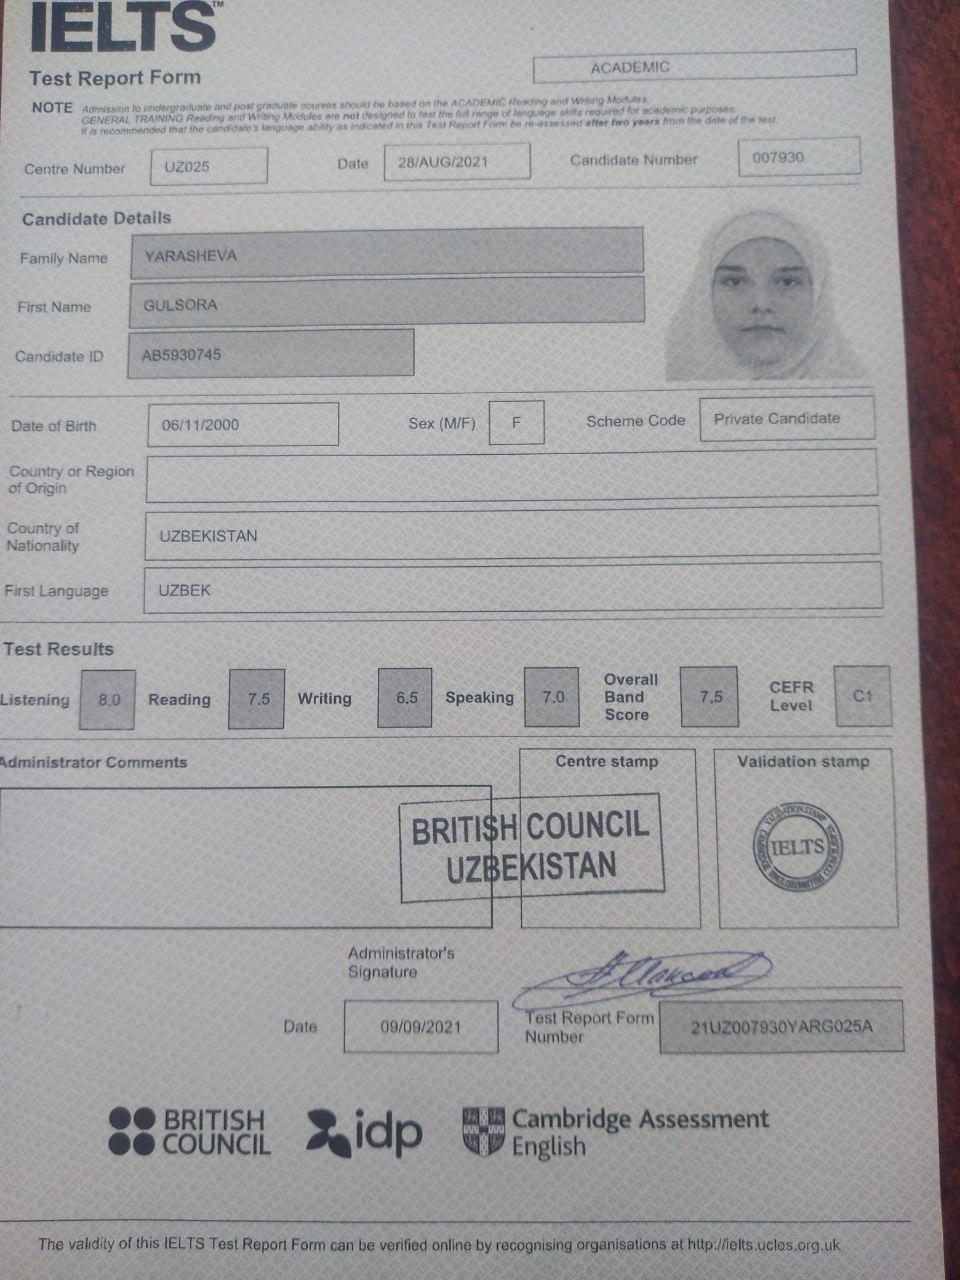 IELTS™
Test Report Form
ACADEMIC
NOTE Admission to undergraduate and post graduate courses should be based on the ACADEMIC Reading and Writing Modules.
GENERAL TRAINING Reading and Writing Modules are not designed to test the full range of language skills required for academic purposes.
It is recommended that the candidate's language ability as indicated in this Test Report Form be re-assessed after two years from the date of the test.
Centre Number UZ025 Date 28/AUG/2021 Candidate Number 007930
Candidate Details
Family Name YARASHEVA
First Name GULSORA
Candidate ID AB5930745
Date of Birth 06/11/2000 Sex (M/F) F Scheme Code Private Candidate
Country or Region
of Origin
Country of
Nationality
UZBEKISTAN
First Language UZBEK
Test Results
Listening 8.0 Reading 7.5 Writing 6.5 Speaking 7.0
Overall
Band
Score
7.5
CEFR
Level
C1
Administrator Comments
Centre stamp
Validation stamp
BRITISH COUNCIL
UZBEKISTAN
IELTS
Administrator's
Signature
Date 09/09/2021
Test Report Form
Number
21UZ007930YARG025A
BRITISH
COUNCIL
idp
Cambridge Assessment
English
The validity of this IELTS Test Report Form can be verified online by recognising organisations at http://ielts.ucles.org.uk